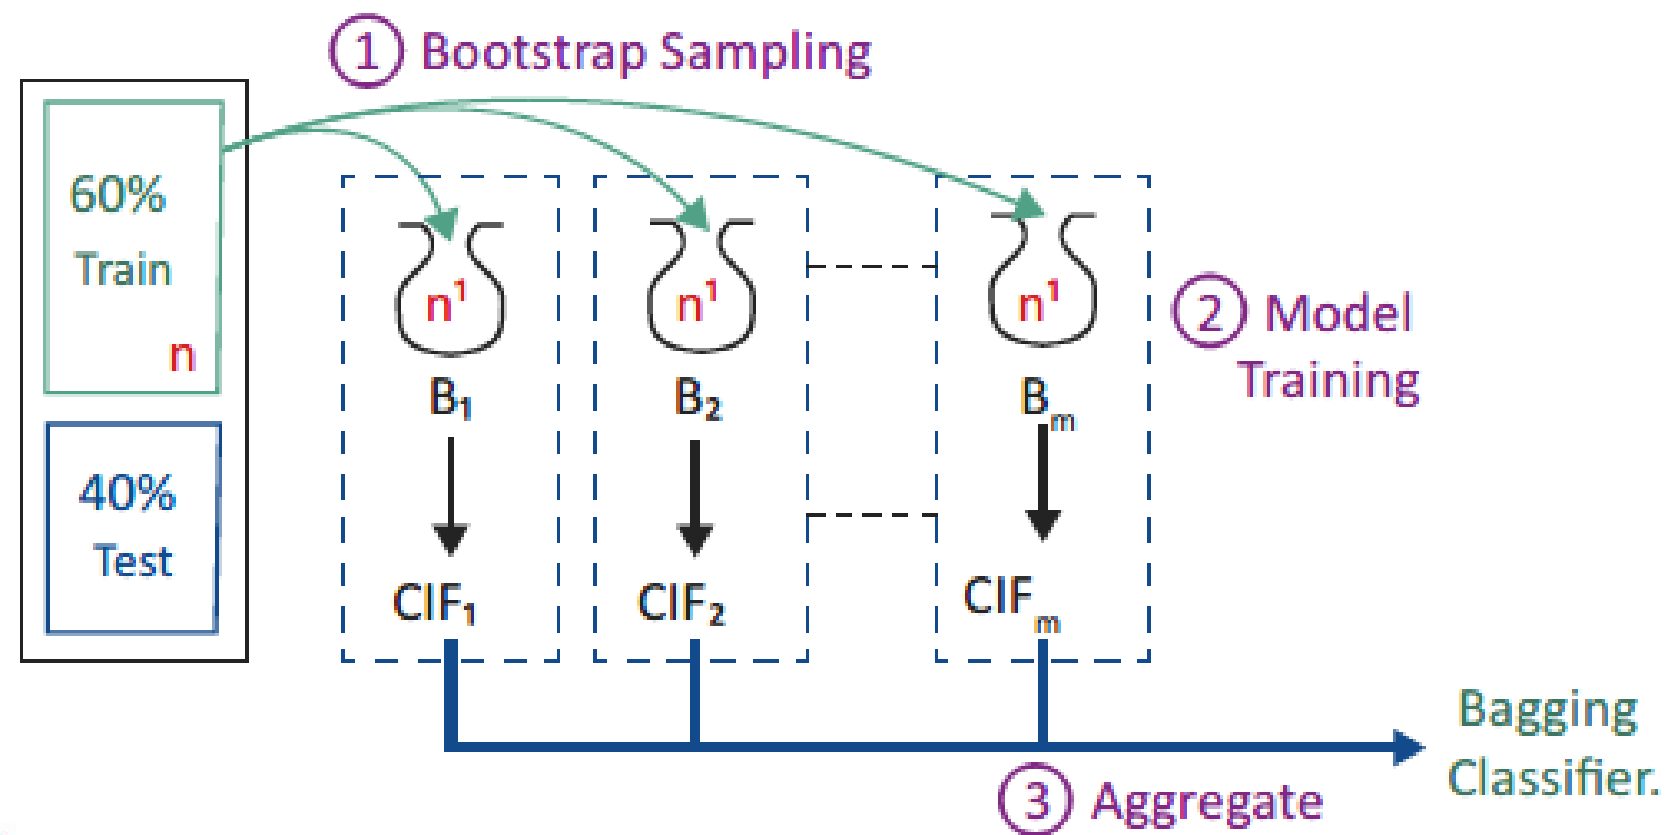 ① Bootstrap Sampling
60%
Train
n
40%
Test
n¹
B₁
CIF₁
n¹
B₂
CIF₂
n¹
Bₘ
CIFₘ
② Model
Training
③ Aggregate
Bagging
Classifier.